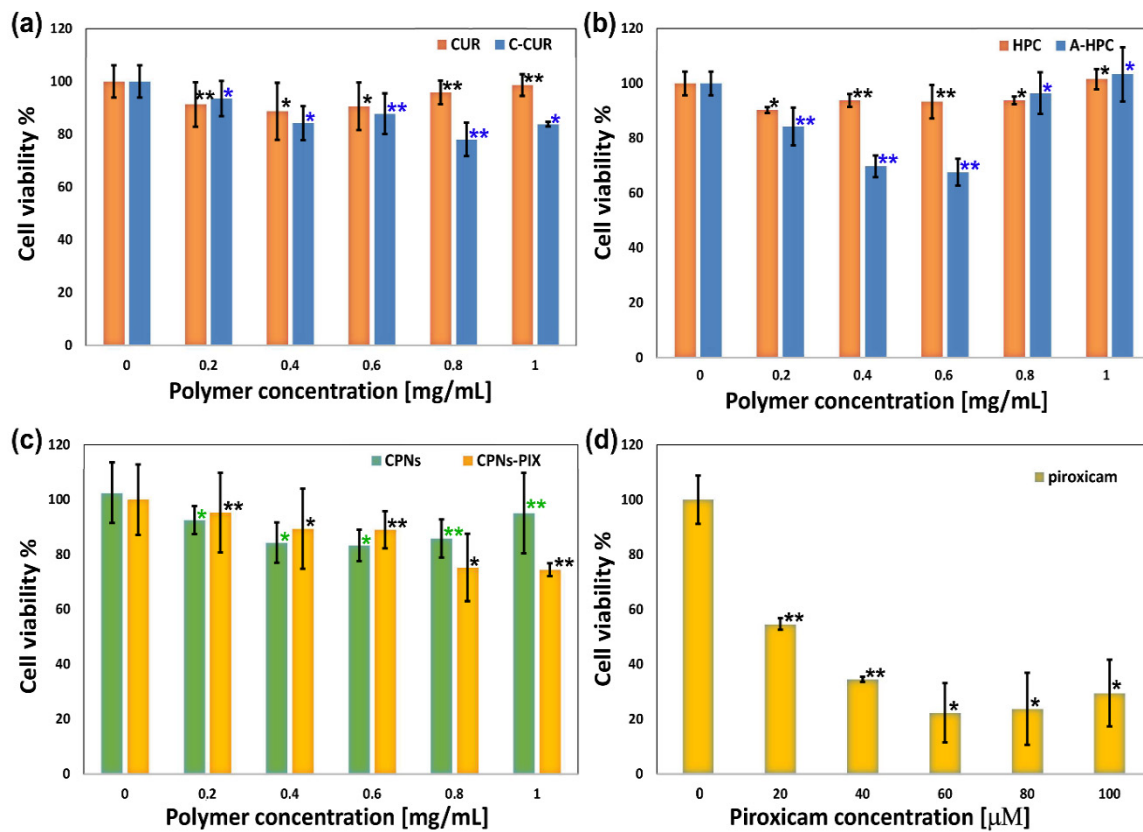 (a)
CUR C-CUR
Cell viability %
120
100
80
60
40
20
0
** * * * * ** ** ** ** *
0 0.2 0.4 0.6 0.8 1
Polymer concentration [mg/mL]
(b)
HPC A-HPC
Cell viability %
120
100
80
60
40
20
0
* ** ** ** ** ** * * * *
0 0.2 0.4 0.6 0.8 1
Polymer concentration [mg/mL]
(c)
CPNs CPNs-PIX
Cell viability %
120
100
80
60
40
20
0
* ** * * * ** ** * ** **
0 0.2 0.4 0.6 0.8 1
Polymer concentration [mg/mL]
(d)
piroxicam
Cell viability %
120
100
80
60
40
20
0
** ** * * *
0 20 40 60 80 100
Piroxicam concentration [μM]